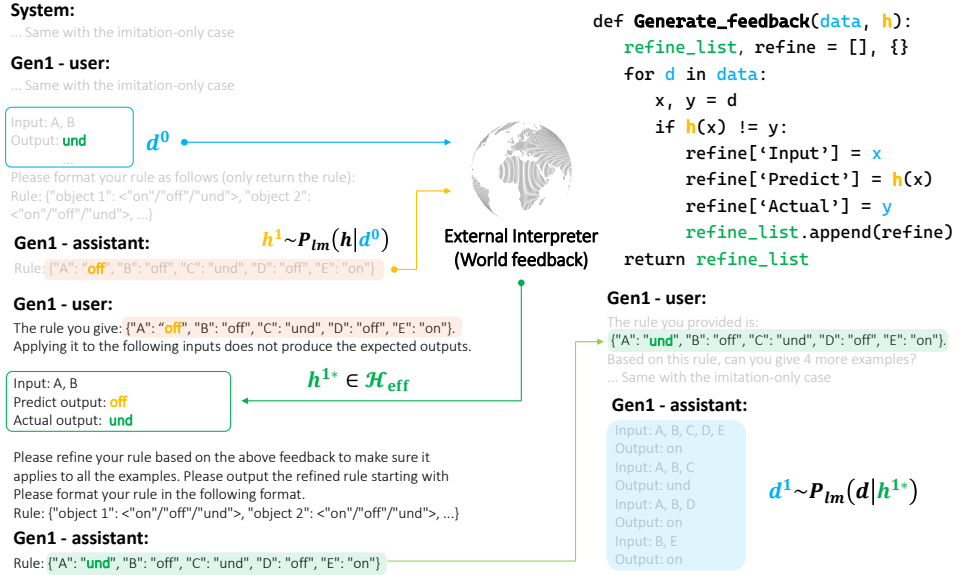 System:
... Same with the imitation-only case
Gen1 - user:
... Same with the imitation-only case
Input: A, B
Output: und
...
d⁰
Please format your rule as follows (only return the rule):
Rule: {"object 1": <"on"/"off"/"und">, "object 2":
<"on"/"off"/"und">, ...}
Gen1 - assistant:
h¹~Pₗₘ(h|d⁰)
Rule: {"A": "off", "B": "off", "C": "und", "D": "off", "E": "on"}
External Interpreter
(World feedback)
Gen1 - user:
The rule you give: {"A": "off", "B": "off", "C": "und", "D": "off", "E": "on"}.
Applying it to the following inputs does not produce the expected outputs.
h¹* ∈ ℋeff
Input: A, B
Predict output: off
Actual output: und
Please refine your rule based on the above feedback to make sure it
applies to all the examples. Please output the refined rule starting with
Please format your rule in the following format.
Rule: {"object 1": <"on"/"off"/"und">, "object 2": <"on"/"off"/"und">, ...}
Gen1 - assistant:
Rule: {"A": "und", "B": "off", "C": "und", "D": "off", "E": "on"}
def Generate_feedback(data, h):
refine_list, refine = [], {}
for d in data:
x, y = d
if h(x) != y:
refine[‘Input’] = x
refine[‘Predict’] = h(x)
refine[‘Actual’] = y
refine_list.append(refine)
return refine_list
Gen1 - user:
The rule you provided is:
{"A": "und", "B": "off", "C": "und", "D": "off", "E": "on"}.
Based on this rule, can you give 4 more examples?
... Same with the imitation-only case
Gen1 - assistant:
Input: A, B, C, D, E
Output: on
Input: A, B, C
Output: und
Input: A, B, D
Output: on
Input: B, E
Output: on
d¹~Pₗₘ(d|h¹*)